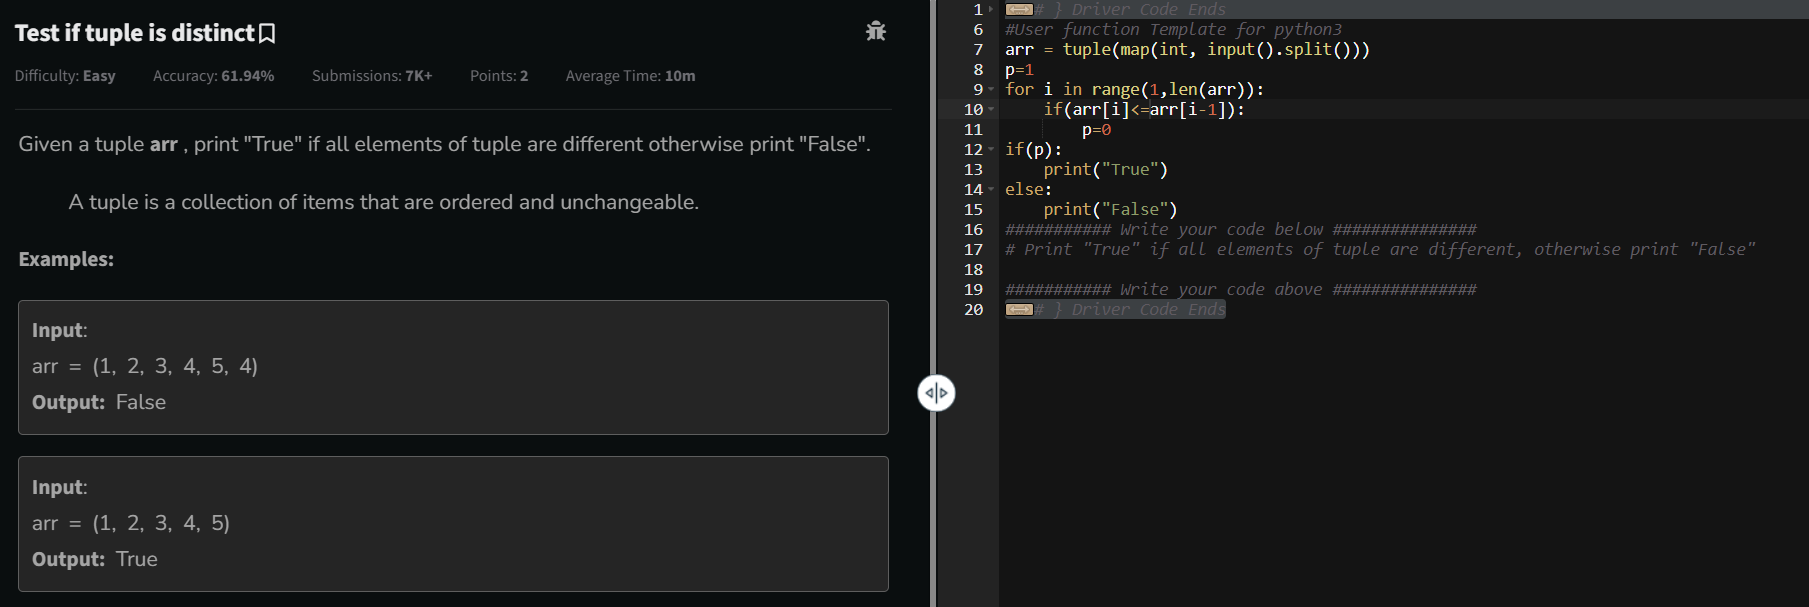 Test if tuple is distinct
Difficulty: Easy Accuracy: 61.94% Submissions: 7K+ Points: 2 Average Time: 10m
Given a tuple arr , print "True" if all elements of tuple are different otherwise print "False".
A tuple is a collection of items that are ordered and unchangeable.
Examples:
Input:
arr = (1, 2, 3, 4, 5, 4)
Output: False
Input:
arr = (1, 2, 3, 4, 5)
Output: True
1 # } Driver Code Ends
6 #User function Template for python3
7 arr = tuple(map(int, input().split()))
8 p=1
9 for i in range(1,len(arr)):
10 if(arr[i]<=arr[i-1]):
11 p=0
12 if(p):
13 print("True")
14 else:
15 print("False")
16 ########### Write your code below ###############
17 # Print "True" if all elements of tuple are different, otherwise print "False"
18
19 ########### Write your code above ###############
20 # } Driver Code Ends